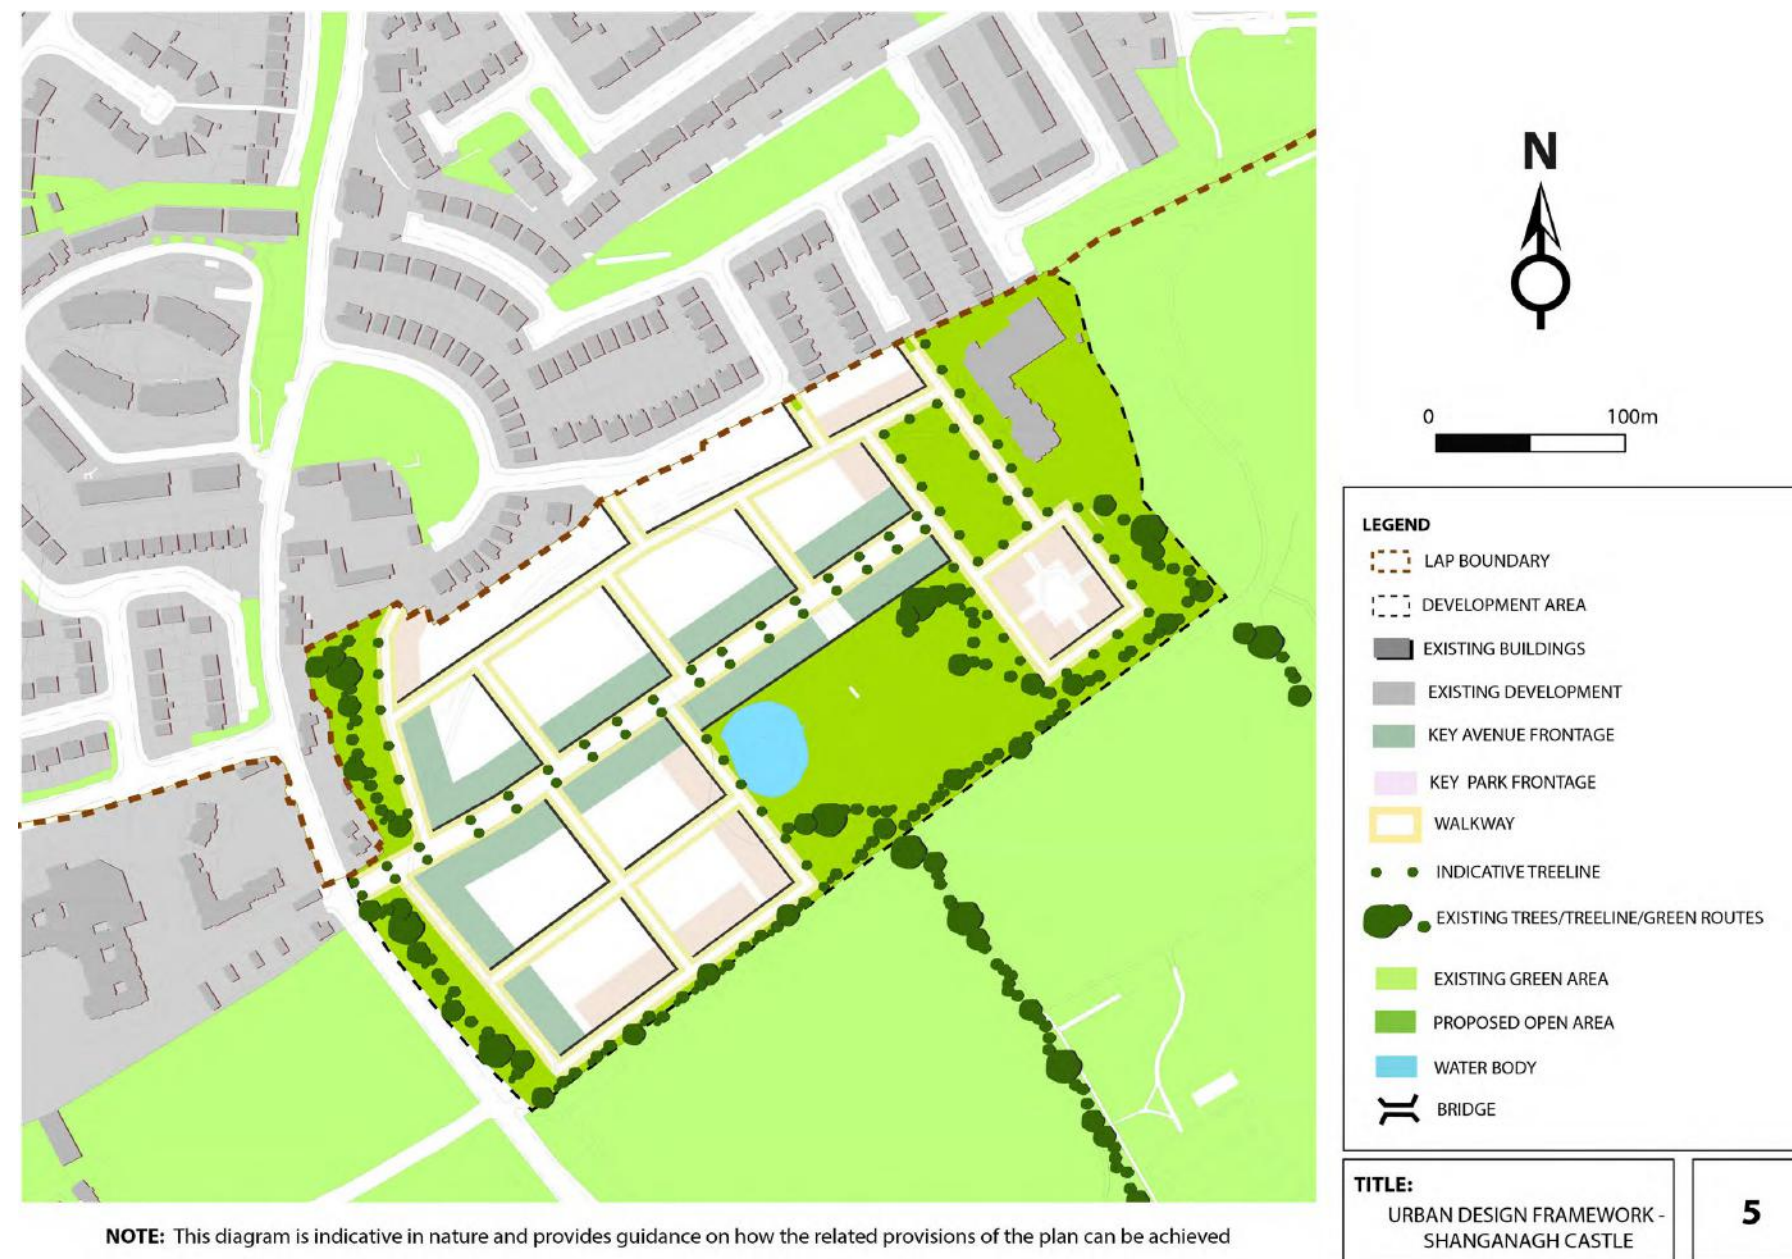 N
0 100m
LEGEND
LAP BOUNDARY
DEVELOPMENT AREA
EXISTING BUILDINGS
EXISTING DEVELOPMENT
KEY AVENUE FRONTAGE
KEY PARK FRONTAGE
WALKWAY
INDICATIVE TREELINE
EXISTING TREES/TREELINE/GREEN ROUTES
EXISTING GREEN AREA
PROPOSED OPEN AREA
WATER BODY
BRIDGE
TITLE:
URBAN DESIGN FRAMEWORK -
SHANGANAGH CASTLE
5
NOTE: This diagram is indicative in nature and provides guidance on how the related provisions of the plan can be achieved